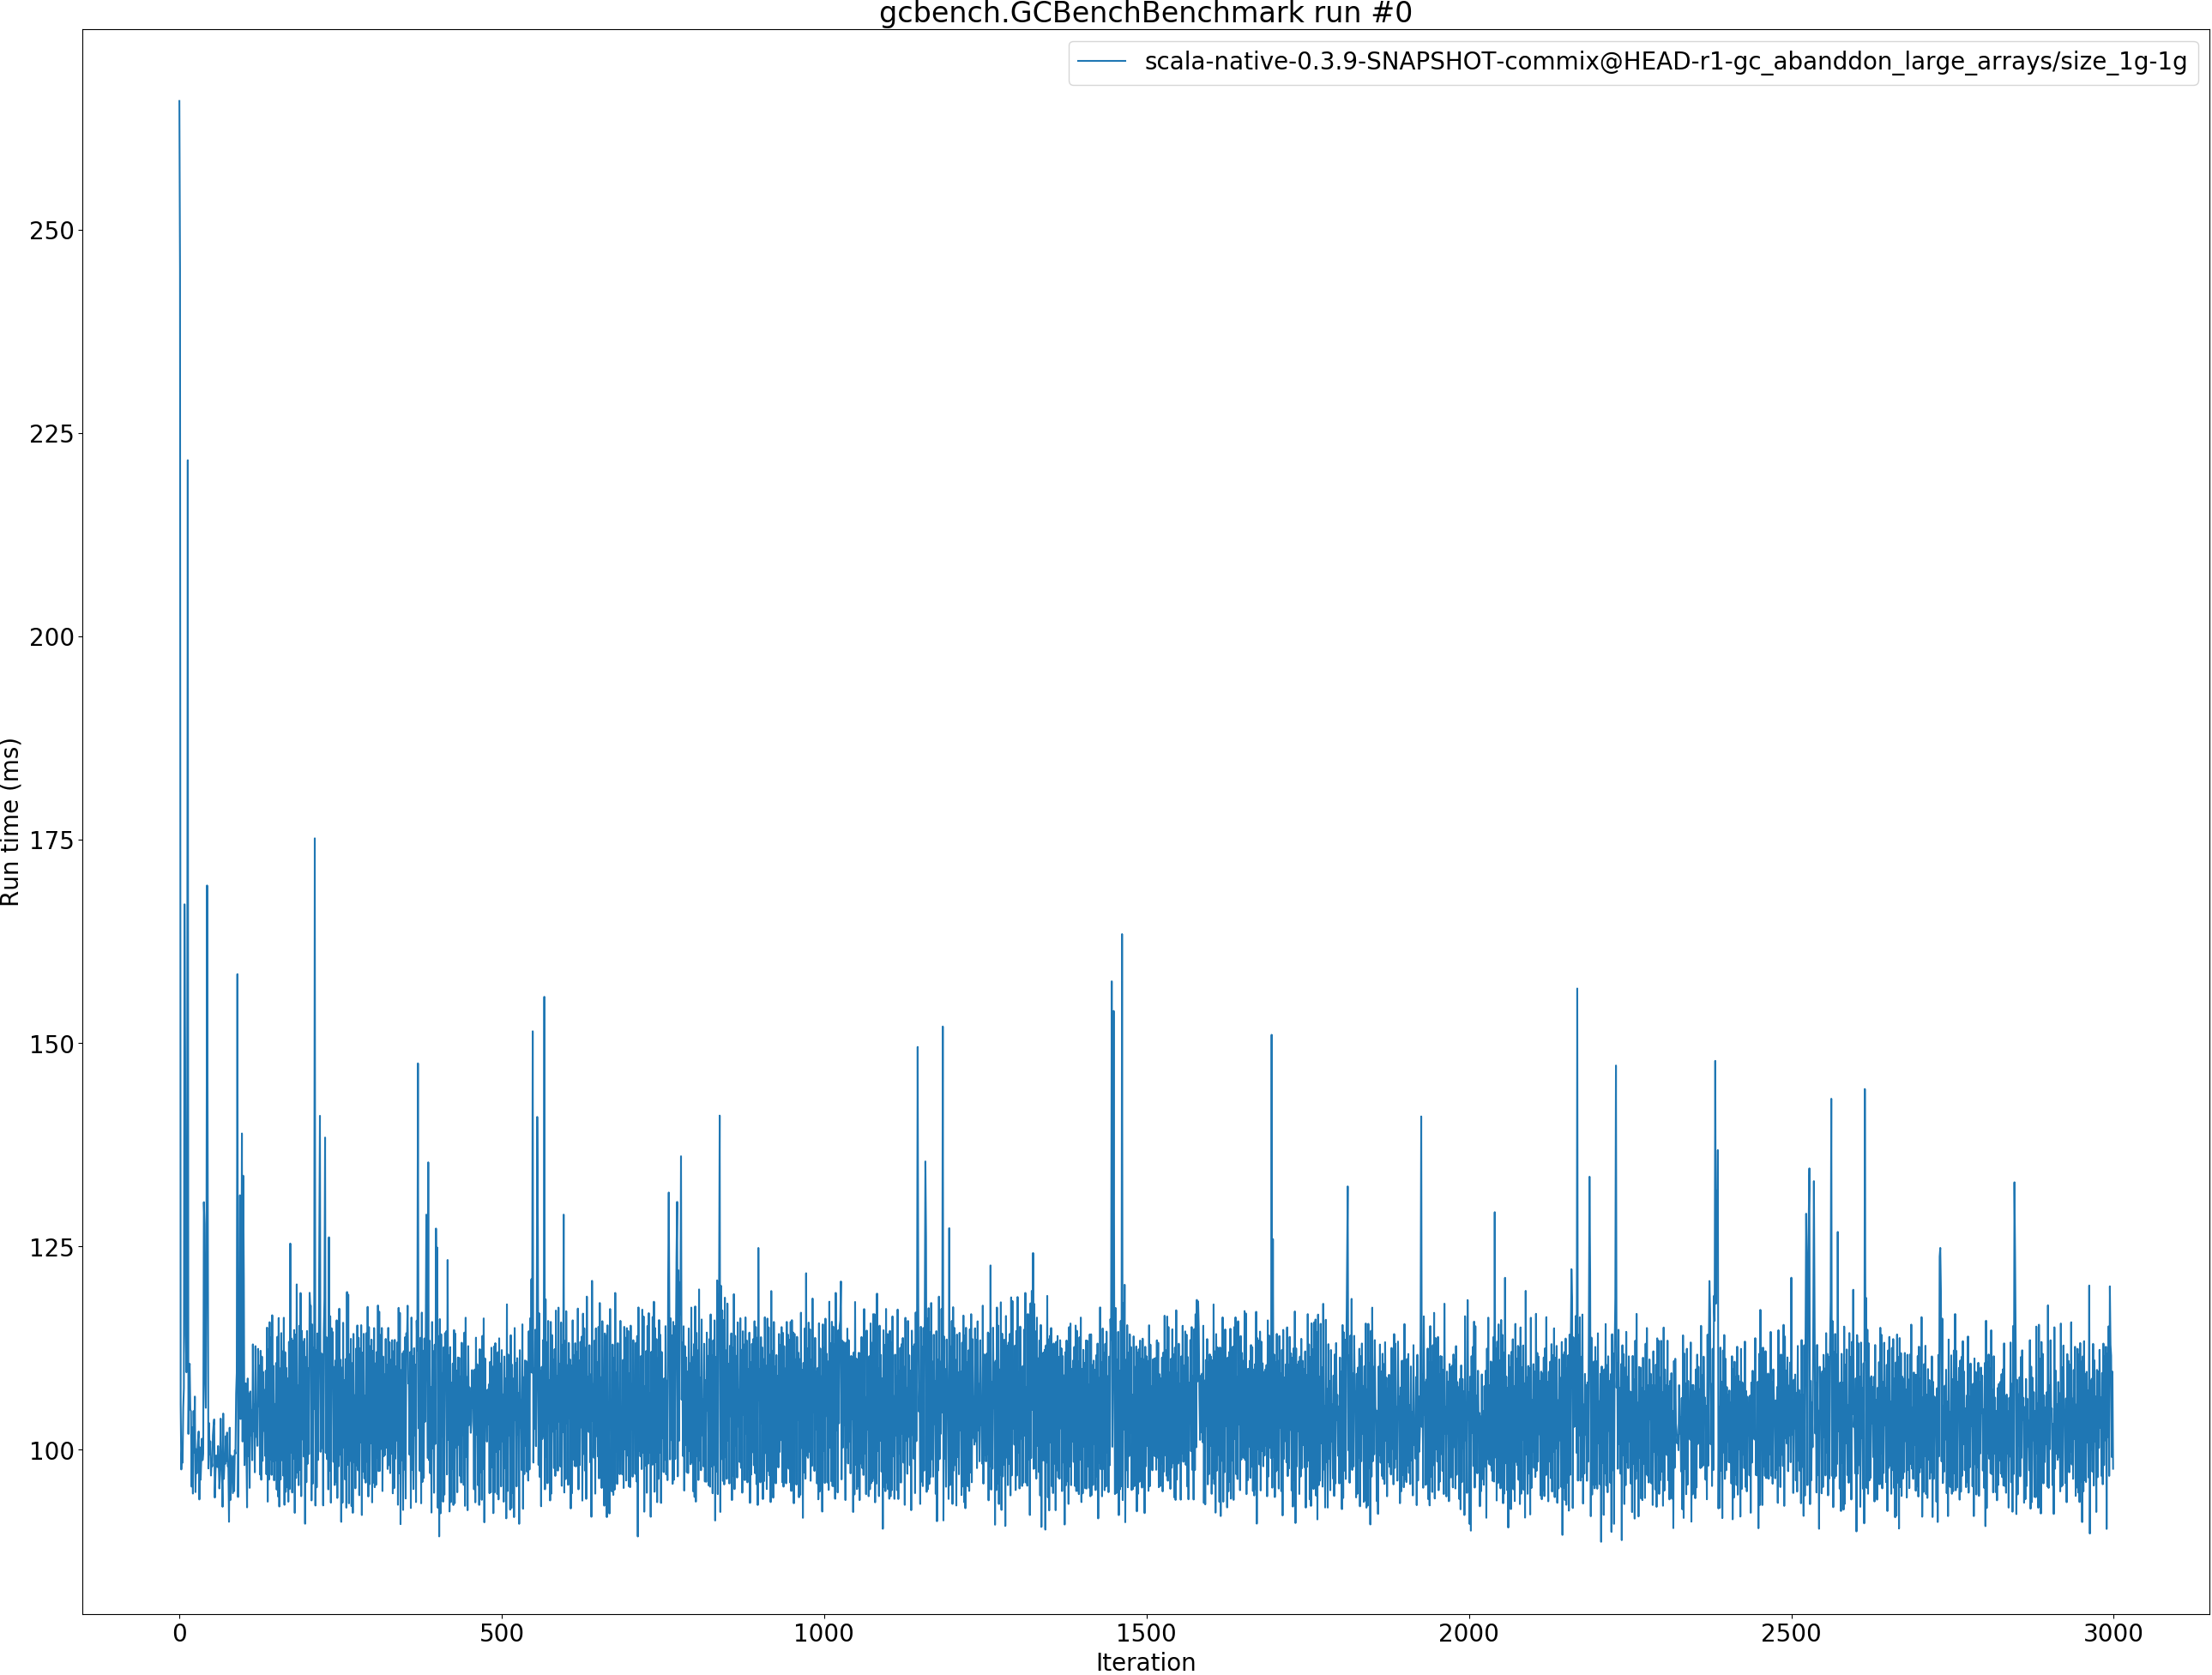 gcbench.GCBenchBenchmark run #0
scala-native-0.3.9-SNAPSHOT-commix@HEAD-r1-gc_abanddon_large_arrays/size_1g-1g
Run time (ms)
250
225
200
175
150
125
100
0 500 1000 1500 2000 2500 3000
Iteration